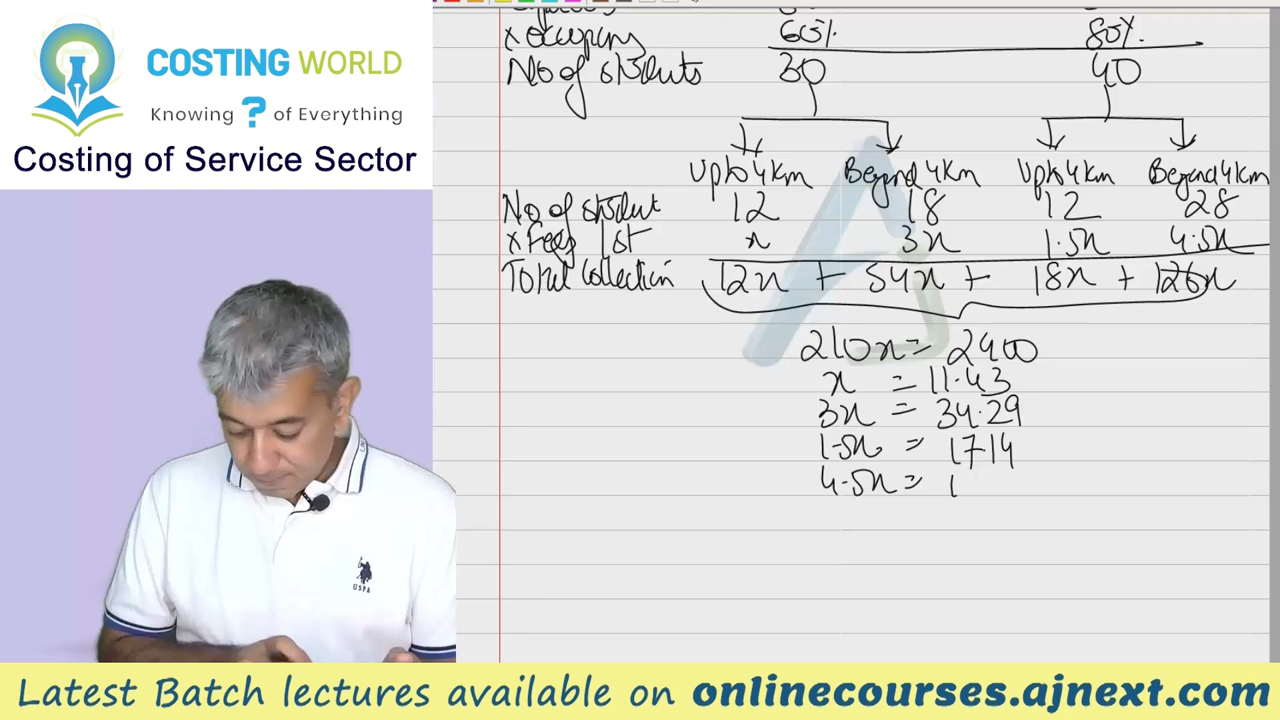 COSTING WORLD
Knowing ? of Everything
Costing of Service Sector
x occupancy 60%. 80%.
No of students 30 40
Upto 4km Beyond 4km Upto 4km Beyond 4km
No of student 12 18 12 28
x Fees / st x 3x 1.5x 4.5x
Total collection 12x + 54x + 18x + 126x
210x = 2400
x = 11.43
3x = 34.29
1.5x = 17.14
4.5x = 
USPA
Latest Batch lectures available on onlinecourses.ajnext.com